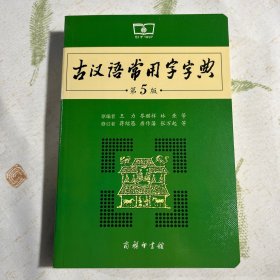 古汉语常用字字典
·第5版·
原编者 王力 岑麒祥 林焘 等
修订者 蒋绍愚 唐作藩 张万起 等
商务印书馆